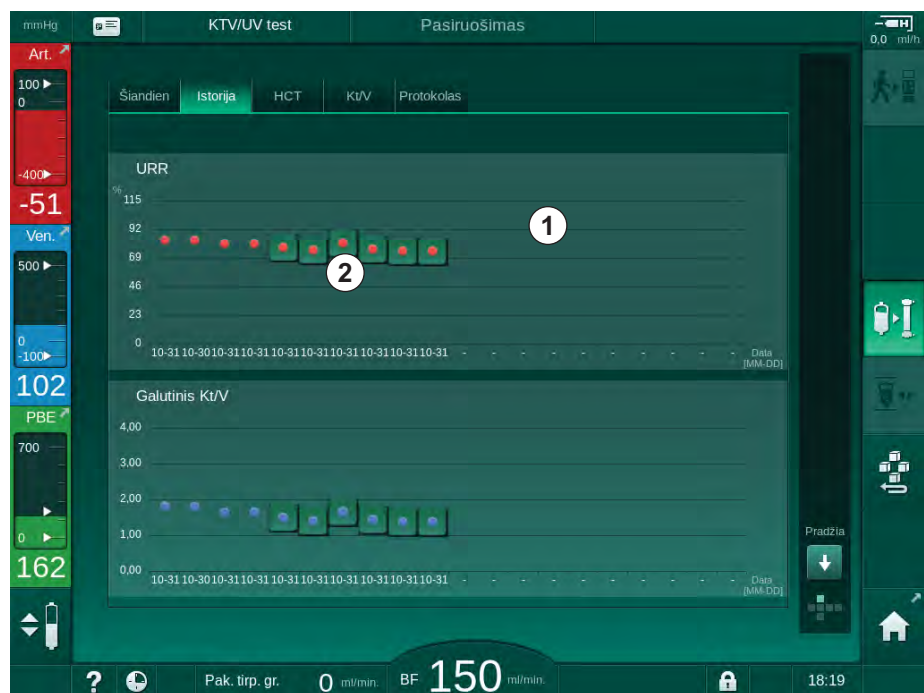 mmHg KTV/UV test Pasiruošimas
0,0 ml/h
Art.
100
0
-400
-51
Ven.
500
0
-100
102
PBE
700
0
162
Šiandien Istorija HCT Kt/V Protokolas
URR
%
115
92
69
46
23
0
10-31 10-30 10-31 10-31 10-31 10-31 10-31 10-31 10-31 10-31 - - - - - - - - - - Data
[MM-DD]
1
2
Galutinis Kt/V
4,00
3,00
2,00
1,00
0,00
10-31 10-30 10-31 10-31 10-31 10-31 10-31 10-31 10-31 10-31 - - - - - - - - - - Data
[MM-DD]
Pradžia
? Pak. tirp. gr. 0 ml/min. BF 150 ml/min. 18:19